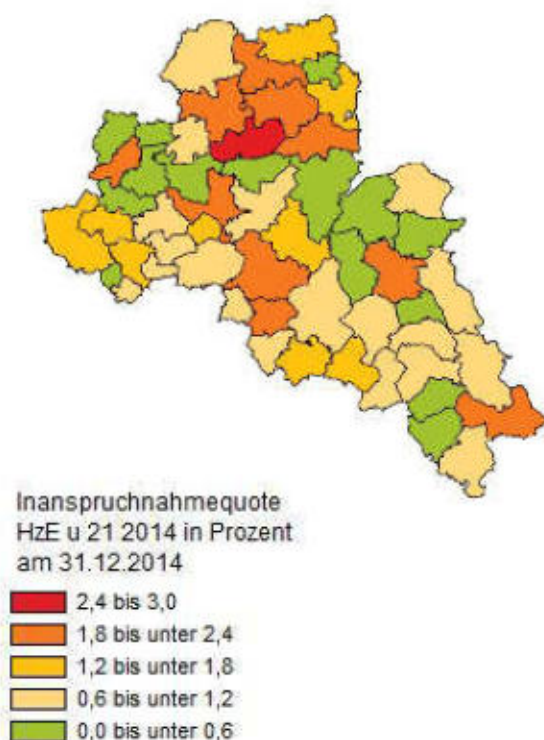 Inanspruchnahmequote
HzE u 21 2014 in Prozent
am 31.12.2014
2,4 bis 3,0
1,8 bis unter 2,4
1,2 bis unter 1,8
0,6 bis unter 1,2
0,0 bis unter 0,6